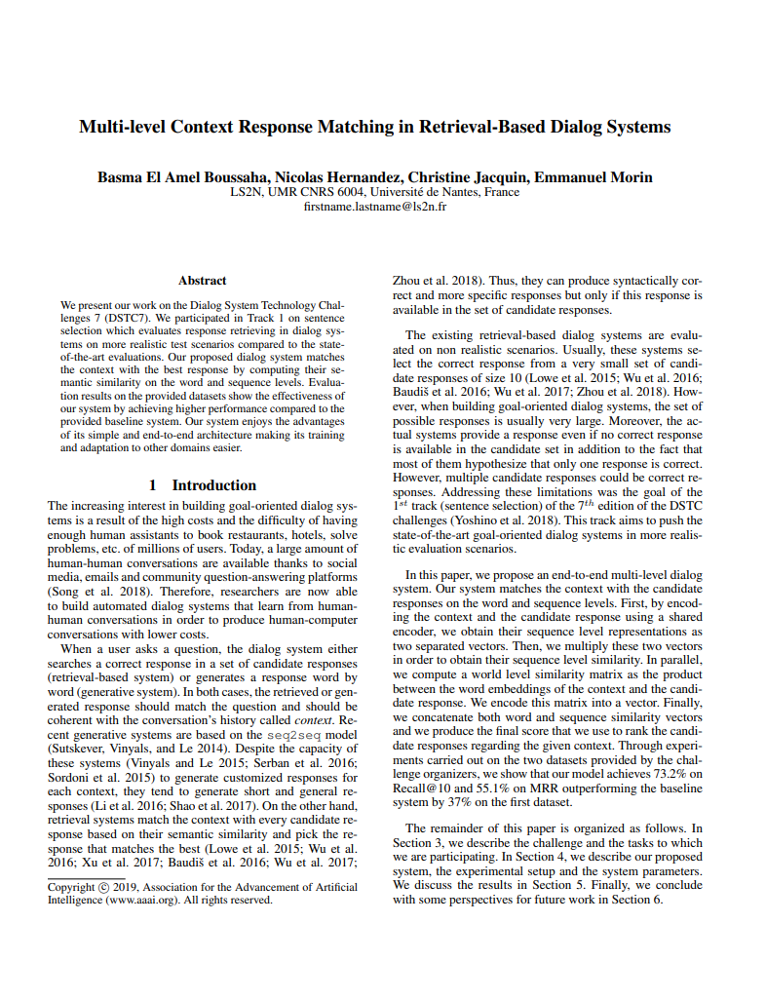 Multi-level Context Response Matching in Retrieval-Based Dialog Systems
Basma El Amel Boussaha, Nicolas Hernandez, Christine Jacquin, Emmanuel Morin
LS2N, UMR CNRS 6004, Université de Nantes, France
firstname.lastname@ls2n.fr
Abstract
We present our work on the Dialog System Technology Chal-
lenges 7 (DSTC7). We participated in Track 1 on sentence
selection which evaluates response retrieving in dialog sys-
tems on more realistic test scenarios compared to the state-
of-the-art evaluations. Our proposed dialog system matches
the context with the best response by computing their se-
mantic similarity on the word and sequence levels. Evalua-
tion results on the provided datasets show the effectiveness of
our system by achieving higher performance compared to the
provided baseline system. Our system enjoys the advantages
of its simple and end-to-end architecture making its training
and adaptation to other domains easier.
1 Introduction
The increasing interest in building goal-oriented dialog sys-
tems is a result of the high costs and the difficulty of having
enough human assistants to book restaurants, hotels, solve
problems, etc. of millions of users. Today, a large amount of
human-human conversations are available thanks to social
media, emails and community question-answering platforms
(Song et al. 2018). Therefore, researchers are now able
to build automated dialog systems that learn from human-
human conversations in order to produce human-computer
conversations with lower costs.
When a user asks a question, the dialog system either
searches a correct response in a set of candidate responses
(retrieval-based system) or generates a response word by
word (generative system). In both cases, the retrieved or gen-
erated response should match the question and should be
coherent with the conversation's history called context. Re-
cent generative systems are based on the seq2seq model
(Sutskever, Vinyals, and Le 2014). Despite the capacity of
these systems (Vinyals and Le 2015; Serban et al. 2016;
Sordoni et al. 2015) to generate customized responses for
each context, they tend to generate short and general re-
sponses (Li et al. 2016; Shao et al. 2017). On the other hand,
retrieval systems match the context with every candidate re-
sponse based on their semantic similarity and pick the re-
sponse that matches the best (Lowe et al. 2015; Wu et al.
2016; Xu et al. 2017; Baudiš et al. 2016; Wu et al. 2017;
Copyright © 2019, Association for the Advancement of Artificial
Intelligence (www.aaai.org). All rights reserved.
Zhou et al. 2018). Thus, they can produce syntactically cor-
rect and more specific responses but only if this response is
available in the set of candidate responses.
The existing retrieval-based dialog systems are evalu-
ated on non realistic scenarios. Usually, these systems se-
lect the correct response from a very small set of candi-
date responses of size 10 (Lowe et al. 2015; Wu et al. 2016;
Baudiš et al. 2016; Wu et al. 2017; Zhou et al. 2018). How-
ever, when building goal-oriented dialog systems, the set of
possible responses is usually very large. Moreover, the ac-
tual systems provide a response even if no correct response
is available in the candidate set in addition to the fact that
most of them hypothesize that only one response is correct.
However, multiple candidate responses could be correct re-
sponses. Addressing these limitations was the goal of the
1st track (sentence selection) of the 7th edition of the DSTC
challenges (Yoshino et al. 2018). This track aims to push the
state-of-the-art goal-oriented dialog systems in more realis-
tic evaluation scenarios.
In this paper, we propose an end-to-end multi-level dialog
system. Our system matches the context with the candidate
responses on the word and sequence levels. First, by encod-
ing the context and the candidate response using a shared
encoder, we obtain their sequence level representations as
two separated vectors. Then, we multiply these two vectors
in order to obtain their sequence level similarity. In parallel,
we compute a world level similarity matrix as the product
between the word embeddings of the context and the candi-
date response. We encode this matrix into a vector. Finally,
we concatenate both word and sequence similarity vectors
and we produce the final score that we use to rank the candi-
date responses regarding the given context. Through experi-
ments carried out on the two datasets provided by the chal-
lenge organizers, we show that our model achieves 73.2% on
Recall@10 and 55.1% on MRR outperforming the baseline
system by 37% on the first dataset.
The remainder of this paper is organized as follows. In
Section 3, we describe the challenge and the tasks to which
we are participating. In Section 4, we describe our proposed
system, the experimental setup and the system parameters.
We discuss the results in Section 5. Finally, we conclude
with some perspectives for future work in Section 6.